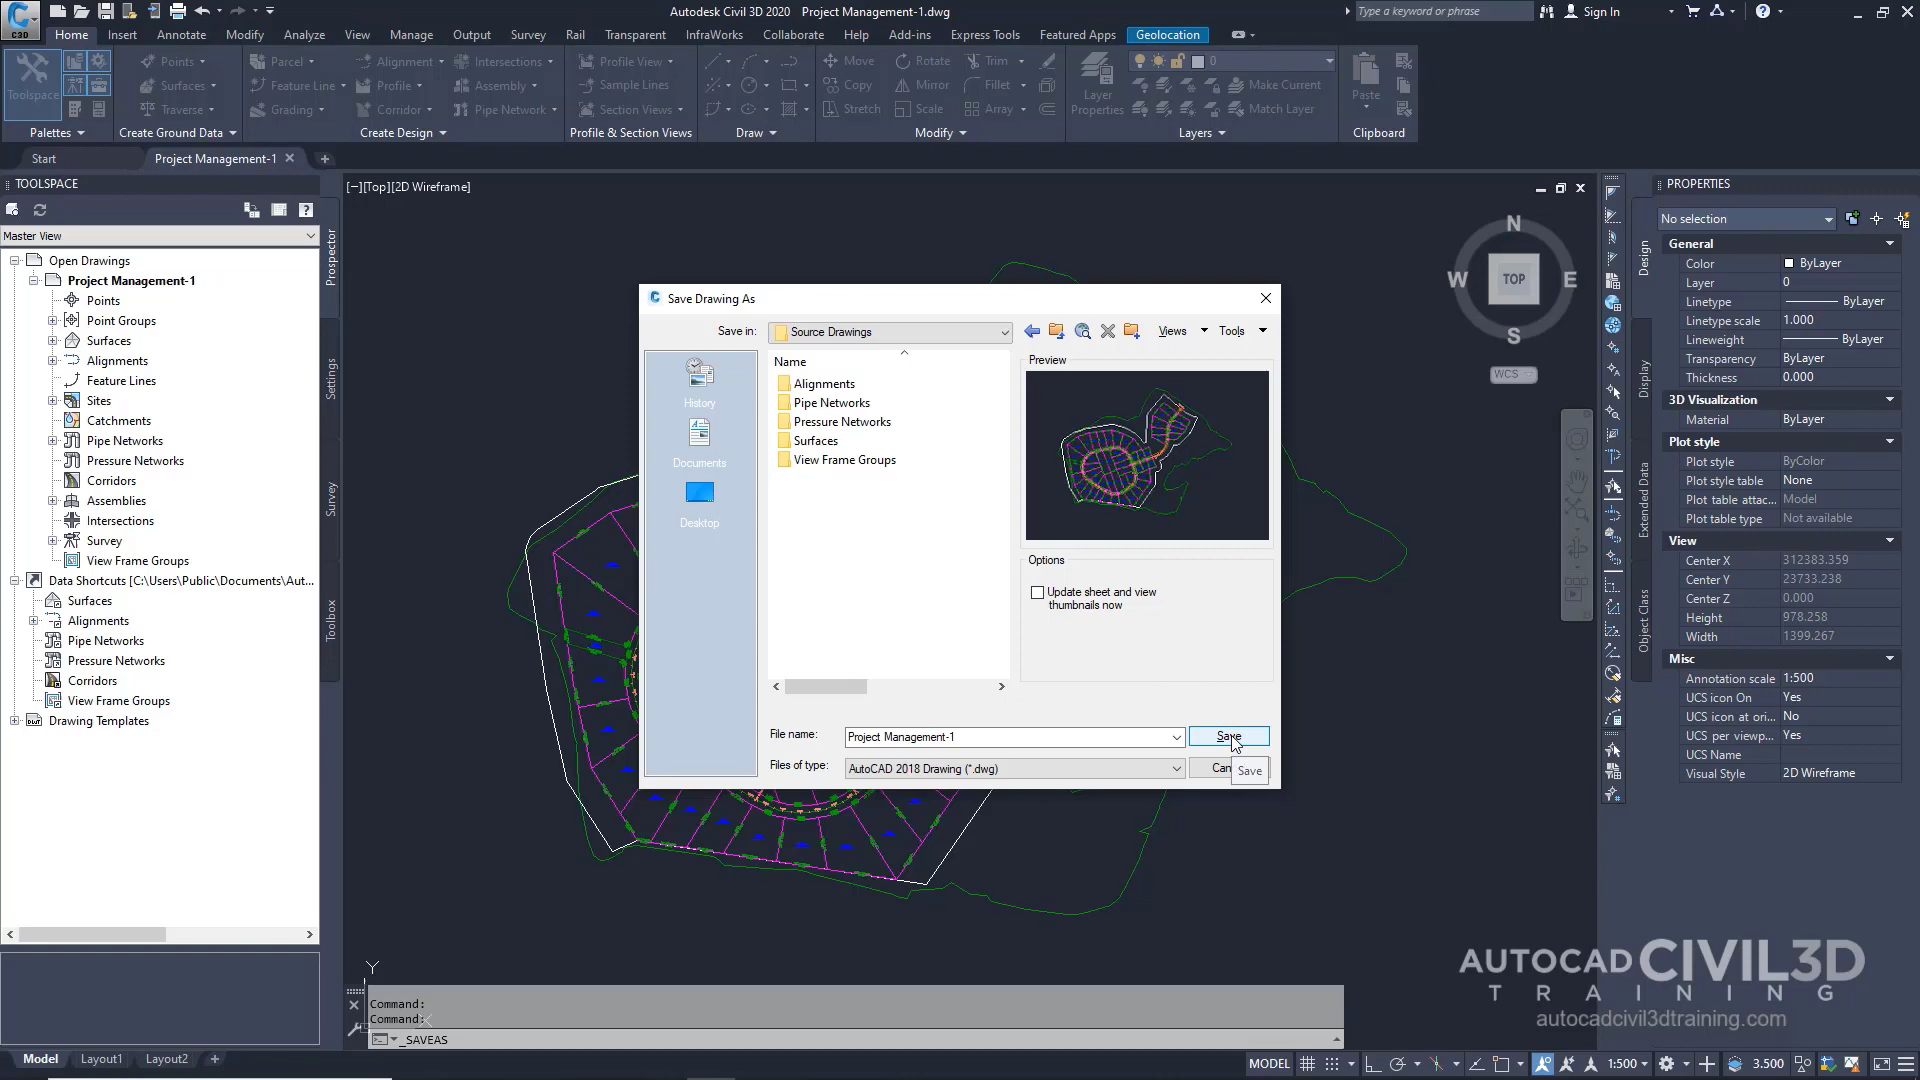 C3D
Autodesk Civil 3D 2020 Project Management-1.dwg
Type a keyword or phrase
Sign In
Home Insert Annotate Modify Analyze View Manage Output Survey Rail Transparent InfraWorks Collaborate Help Add-ins Express Tools Featured Apps Geolocation
Toolspace
Points
Surfaces
Traverse
Parcel
Feature Line
Grading
Alignment
Profile
Corridor
Intersections
Assembly
Pipe Network
Profile View
Sample Lines
Section Views
Move
Copy
Stretch
Rotate
Mirror
Scale
Trim
Fillet
Array
Layer
Properties
0
Make Current
Match Layer
Paste
Palettes Create Ground Data Create Design Profile & Section Views Draw Modify Layers Clipboard
Start Project Management-1
TOOLSPACE
Master View
Open Drawings
Project Management-1
Points
Point Groups
Surfaces
Alignments
Feature Lines
Sites
Catchments
Pipe Networks
Pressure Networks
Corridors
Assemblies
Intersections
Survey
View Frame Groups
Data Shortcuts [C:\Users\Public\Documents\Aut...
Surfaces
Alignments
Pipe Networks
Pressure Networks
Corridors
View Frame Groups
Drawing Templates
Prospector
Settings
Survey
Toolbox
[−][Top][2D Wireframe]
N
W TOP E
S
WCS
Save Drawing As
Save in: Source Drawings
Views Tools
History
Documents
Desktop
Name
Alignments
Pipe Networks
Pressure Networks
Surfaces
View Frame Groups
Preview
Options
Update sheet and view
thumbnails now
File name: Project Management-1 Save
Files of type: AutoCAD 2018 Drawing (*.dwg) Can
Save
PROPERTIES
No selection
Design
Display
Extended Data
Object Class
General
Color ByLayer
Layer 0
Linetype ByLayer
Linetype scale 1.000
Lineweight ByLayer
Transparency ByLayer
Thickness 0.000
3D Visualization
Material ByLayer
Plot style
Plot style ByColor
Plot style table None
Plot table attac... Model
Plot table type Not available
View
Center X 312383.359
Center Y 23733.238
Center Z 0.000
Height 978.258
Width 1399.267
Misc
Annotation scale 1:500
UCS icon On Yes
UCS icon at ori... No
UCS per viewp... Yes
UCS Name
Visual Style 2D Wireframe
Y
Command:
Command:
_SAVEAS
AUTOCAD CIVIL3D
TRAINING
autocadcivil3dtraining.com
Model Layout1 Layout2
MODEL 1:500 3.500